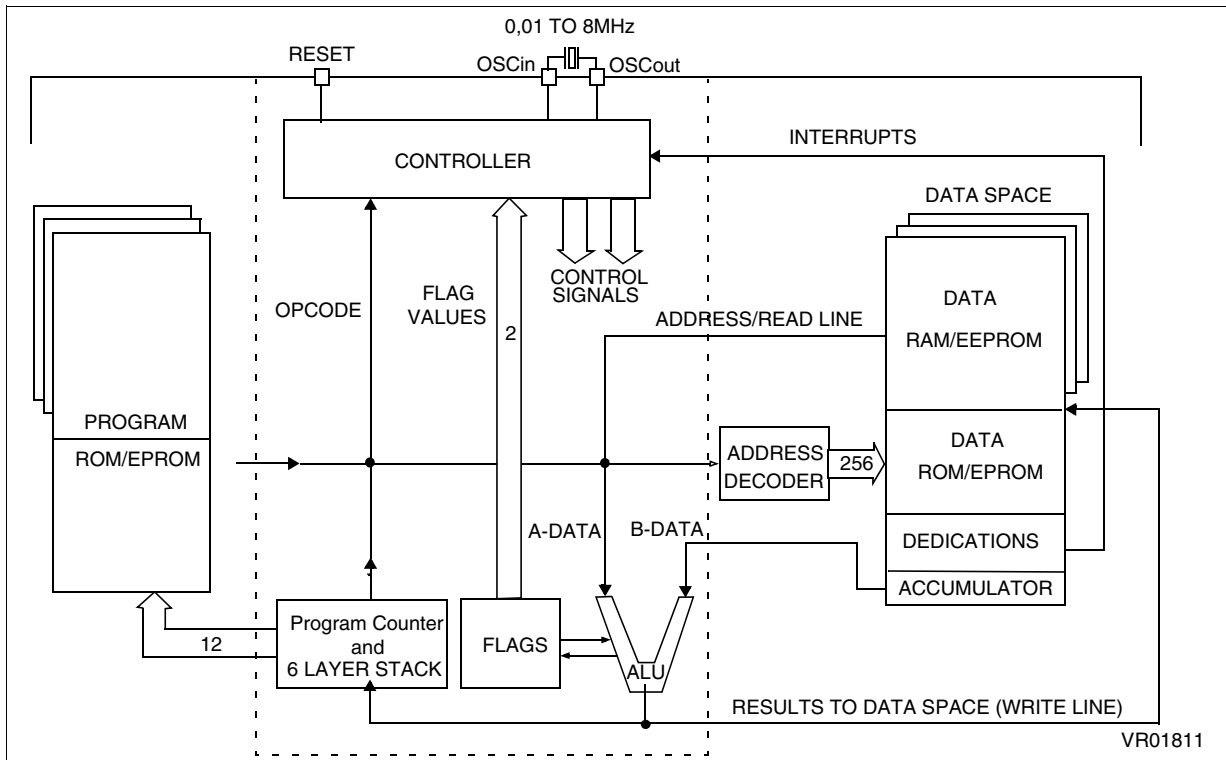 0,01 TO 8MHz
RESET
OSCin
OSCout
INTERRUPTS
CONTROLLER
DATA SPACE
OPCODE
FLAG
VALUES
2
CONTROL
SIGNALS
ADDRESS/READ LINE
DATA
RAM/EEPROM
PROGRAM
ROM/EPROM
ADDRESS
DECODER
256
DATA
ROM/EPROM
A-DATA
B-DATA
DEDICATIONS
ACCUMULATOR
12
Program Counter
and
6 LAYER STACK
FLAGS
ALU
RESULTS TO DATA SPACE (WRITE LINE)
VR01811